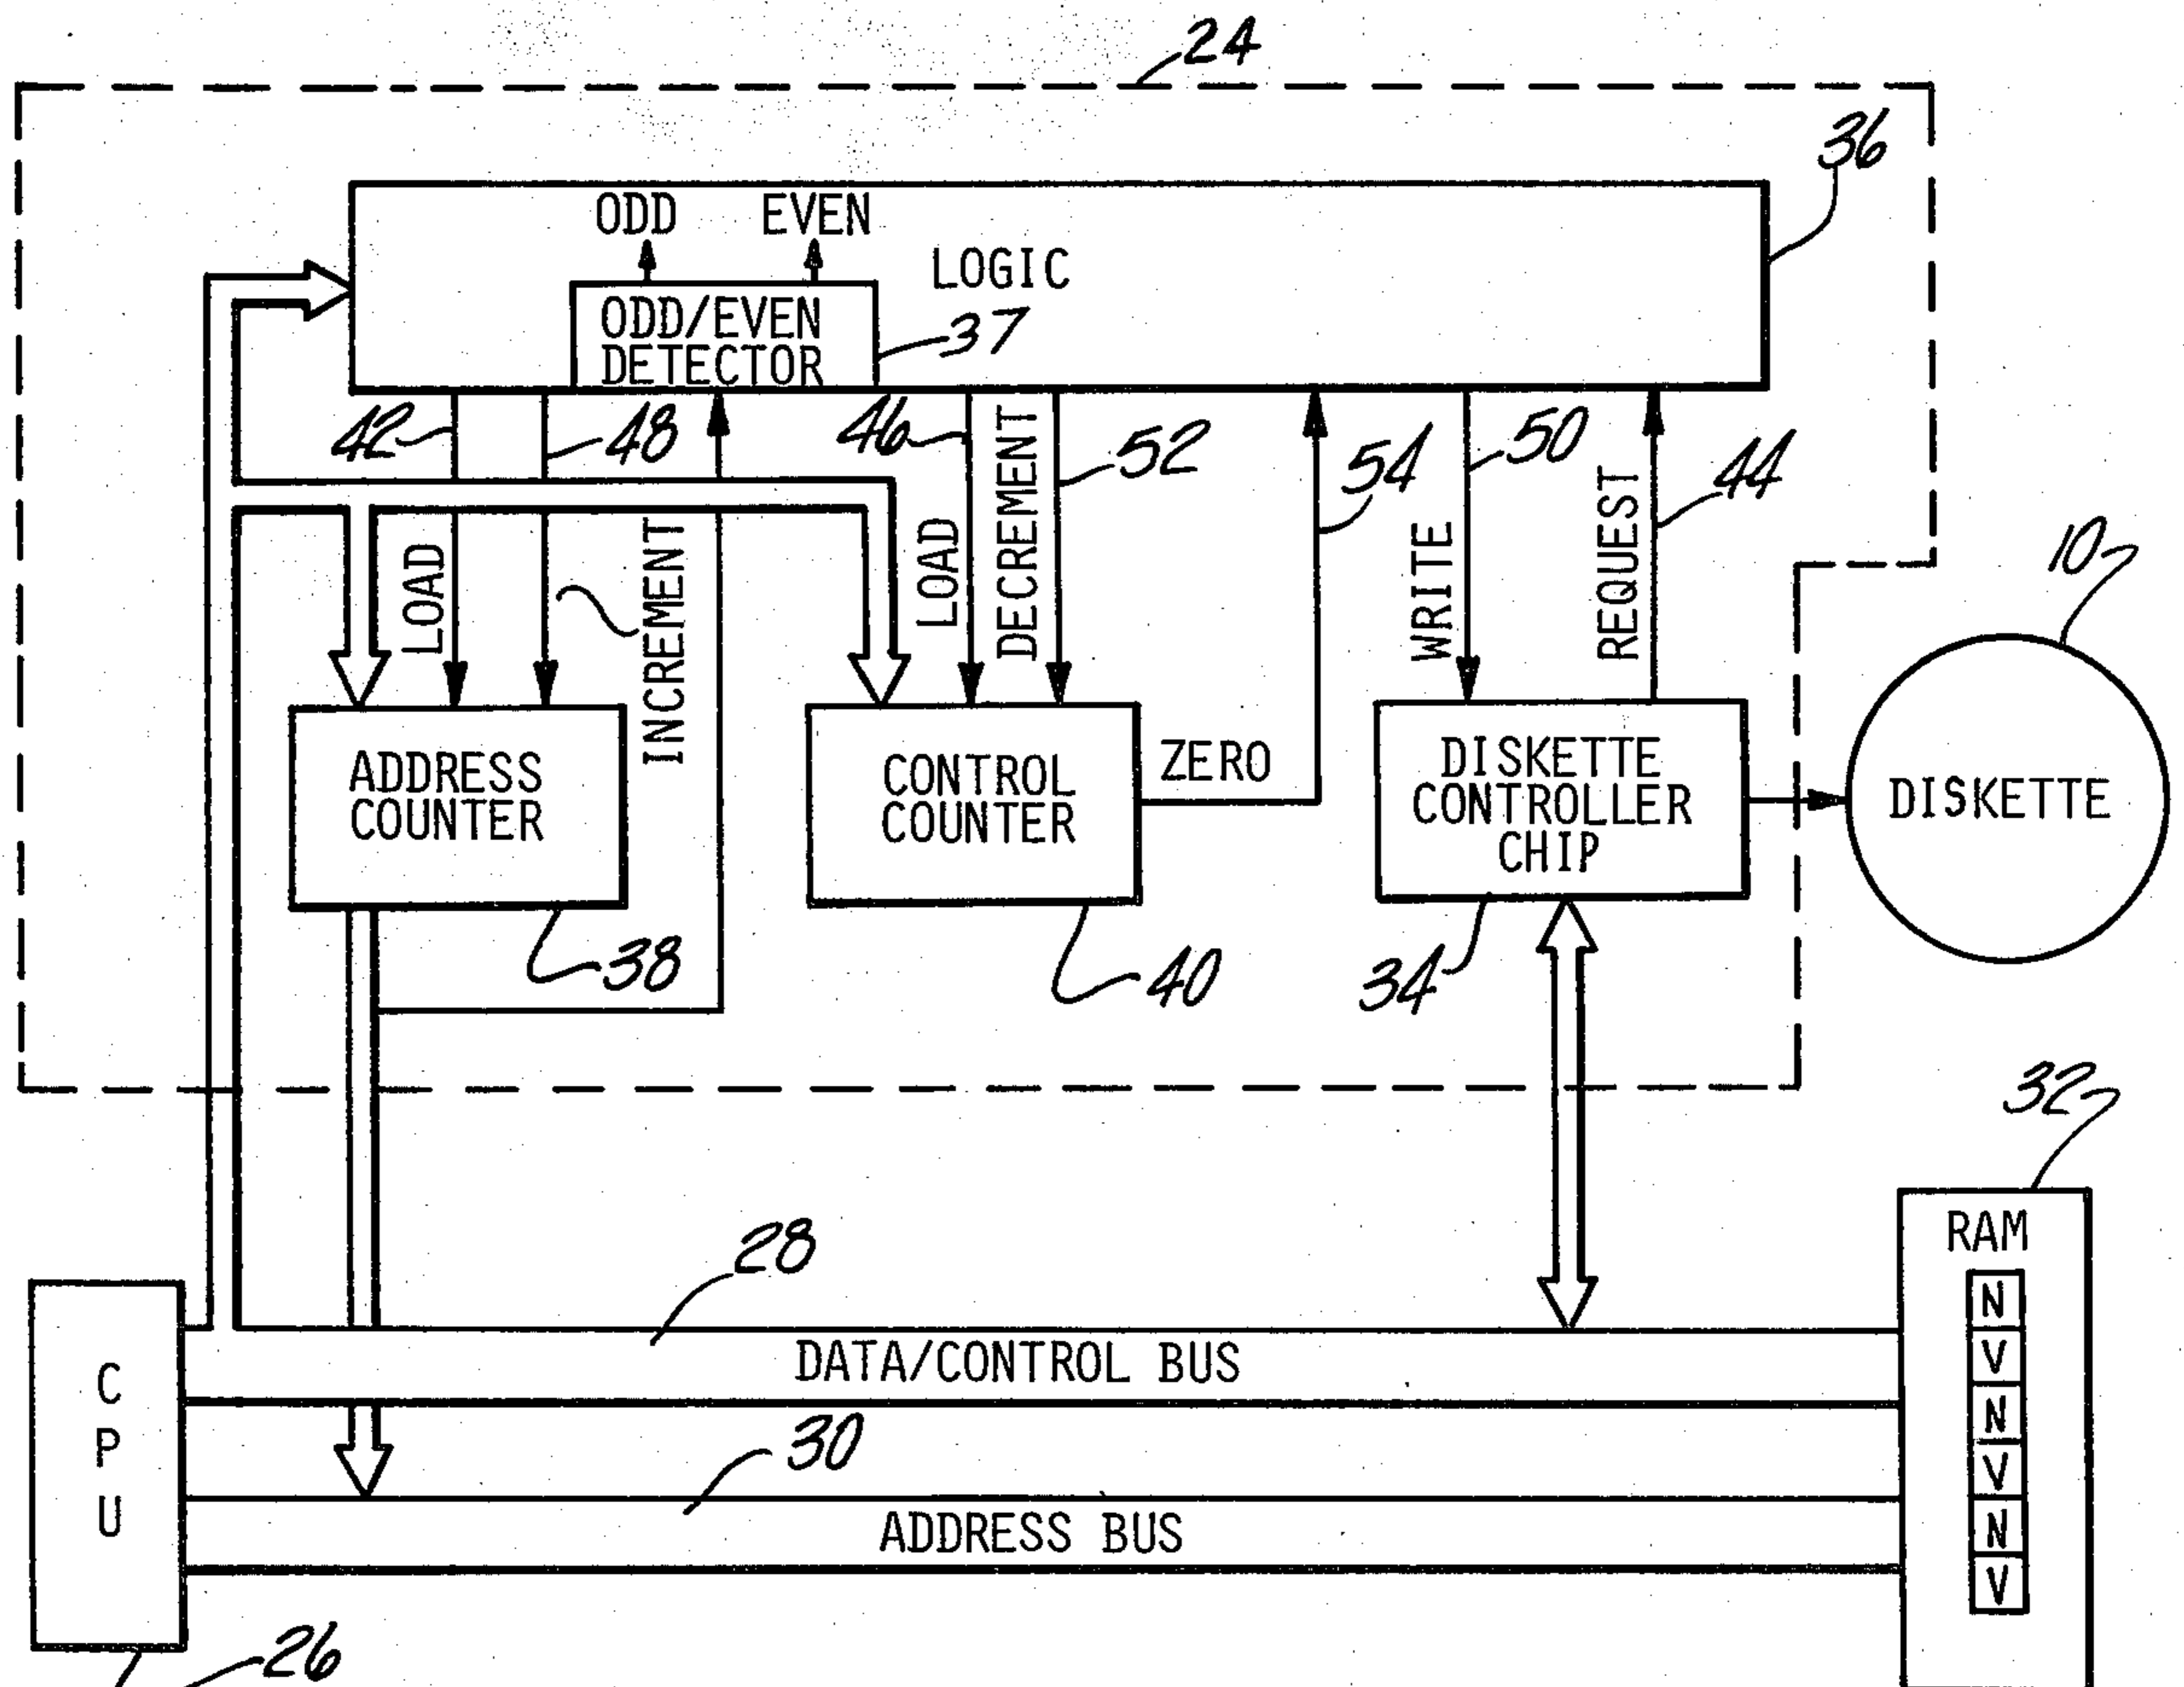 24
36
ODD EVEN
LOGIC
ODD/EVEN
DETECTOR
37
42
48
46
52
54
50
44
LOAD
INCREMENT
LOAD
DECREMENT
WRITE
REQUEST
10
ADDRESS
COUNTER
CONTROL
COUNTER
ZERO
DISKETTE
CONTROLLER
CHIP
DISKETTE
38
40
34
32
RAM
N
V
N
V
N
V
28
DATA/CONTROL BUS
C
P
U
30
ADDRESS BUS
26